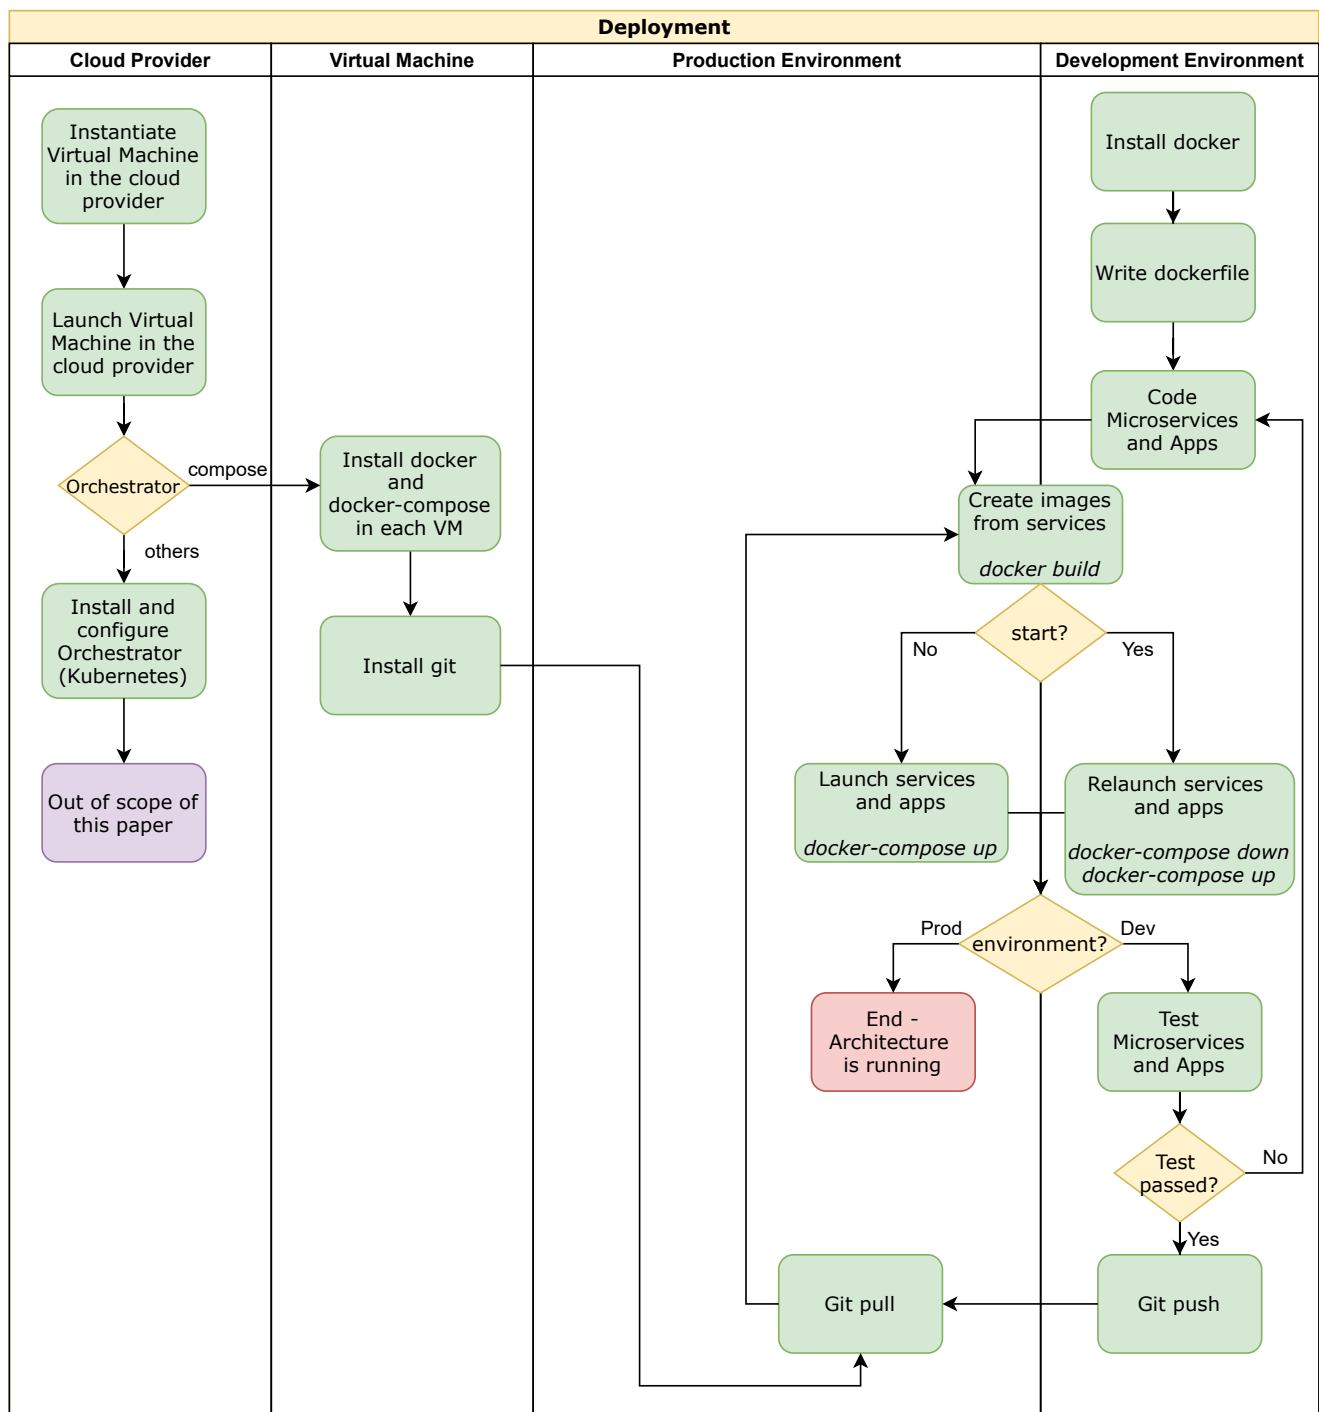 Deployment
Cloud Provider
Virtual Machine
Production Environment
Development Environment
Instantiate
Virtual Machine
in the cloud
provider
Launch Virtual
Machine in the
cloud provider
Orchestrator
compose
others
Install and
configure
Orchestrator
(Kubernetes)
Out of scope of
this paper
Install docker
and
docker-compose
in each VM
Install git
Install docker
Write dockerfile
Code
Microservices
and Apps
Create images
from services
docker build
start?
No
Yes
Launch services
and apps
docker-compose up
Relaunch services
and apps
docker-compose down
docker-compose up
environment?
Prod
Dev
End -
Architecture
is running
Test
Microservices
and Apps
Test
passed?
No
Yes
Git pull
Git push